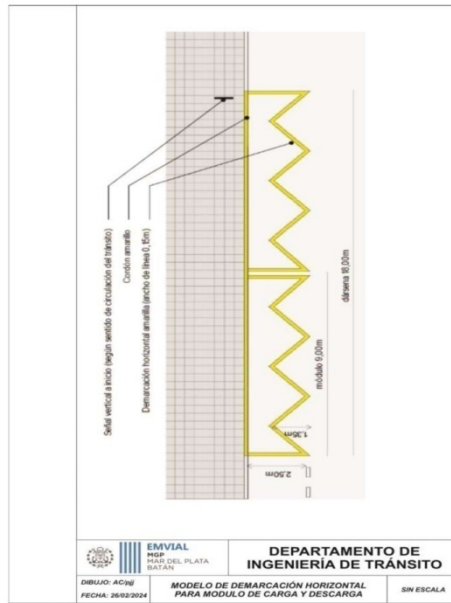 Señal vertical a inicio (según sentido de circulación del tránsito)
Cordón amarillo
Demarcación horizontal amarilla (ancho de línea 0,15m)
dársena 18,00m
módulo 9,00m
1.35m
2.50m
EMVIAL
MGP
MAR DEL PLATA
BATÁN
DEPARTAMENTO DE
INGENIERÍA DE TRÁNSITO
DIBUJO: AC/pjj
FECHA: 26/02/2024
MODELO DE DEMARCACIÓN HORIZONTAL
PARA MODULO DE CARGA Y DESCARGA
SIN ESCALA